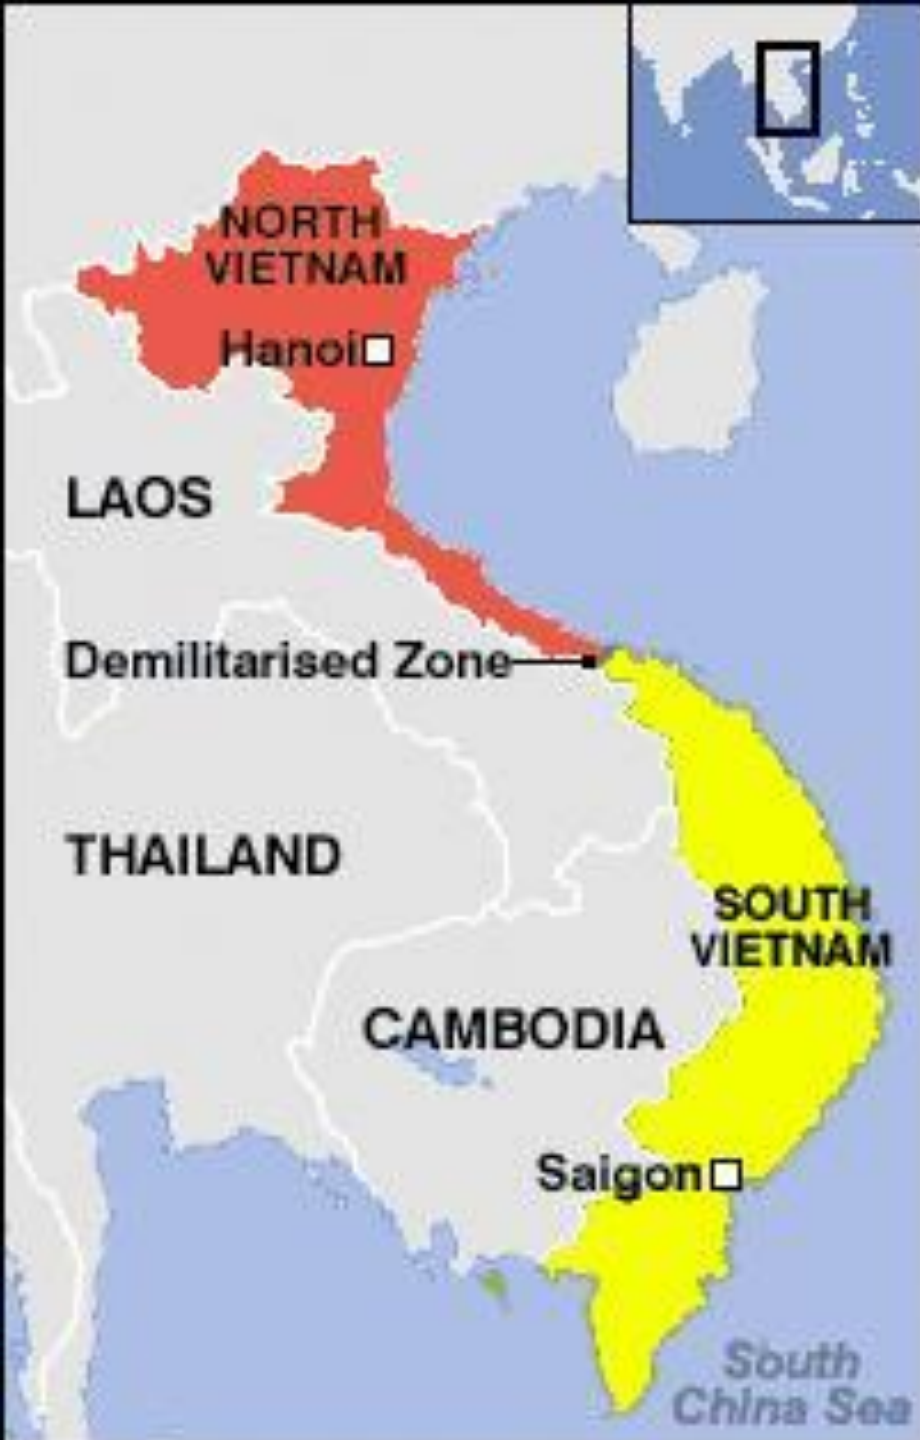 NORTH
VIETNAM
Hanoi
LAOS
Demilitarised Zone
THAILAND
SOUTH
VIETNAM
CAMBODIA
Saigon
South
China Sea